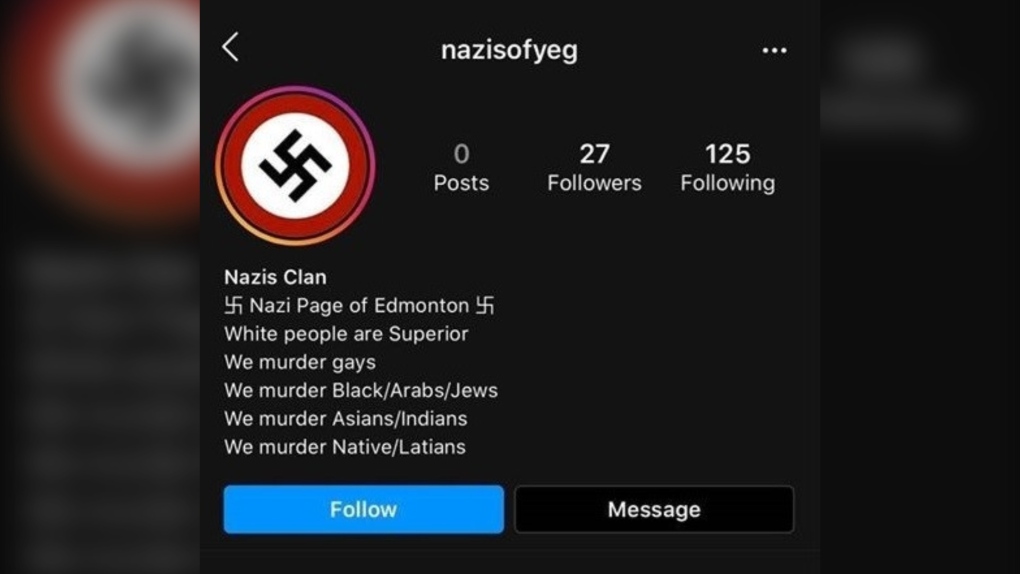 nazisofyeg
0
Posts
27
Followers
125
Following
Nazis Clan
卐 Nazi Page of Edmonton 卐
White people are Superior
We murder gays
We murder Black/Arabs/Jews
We murder Asians/Indians
We murder Native/Latians
Follow
Message